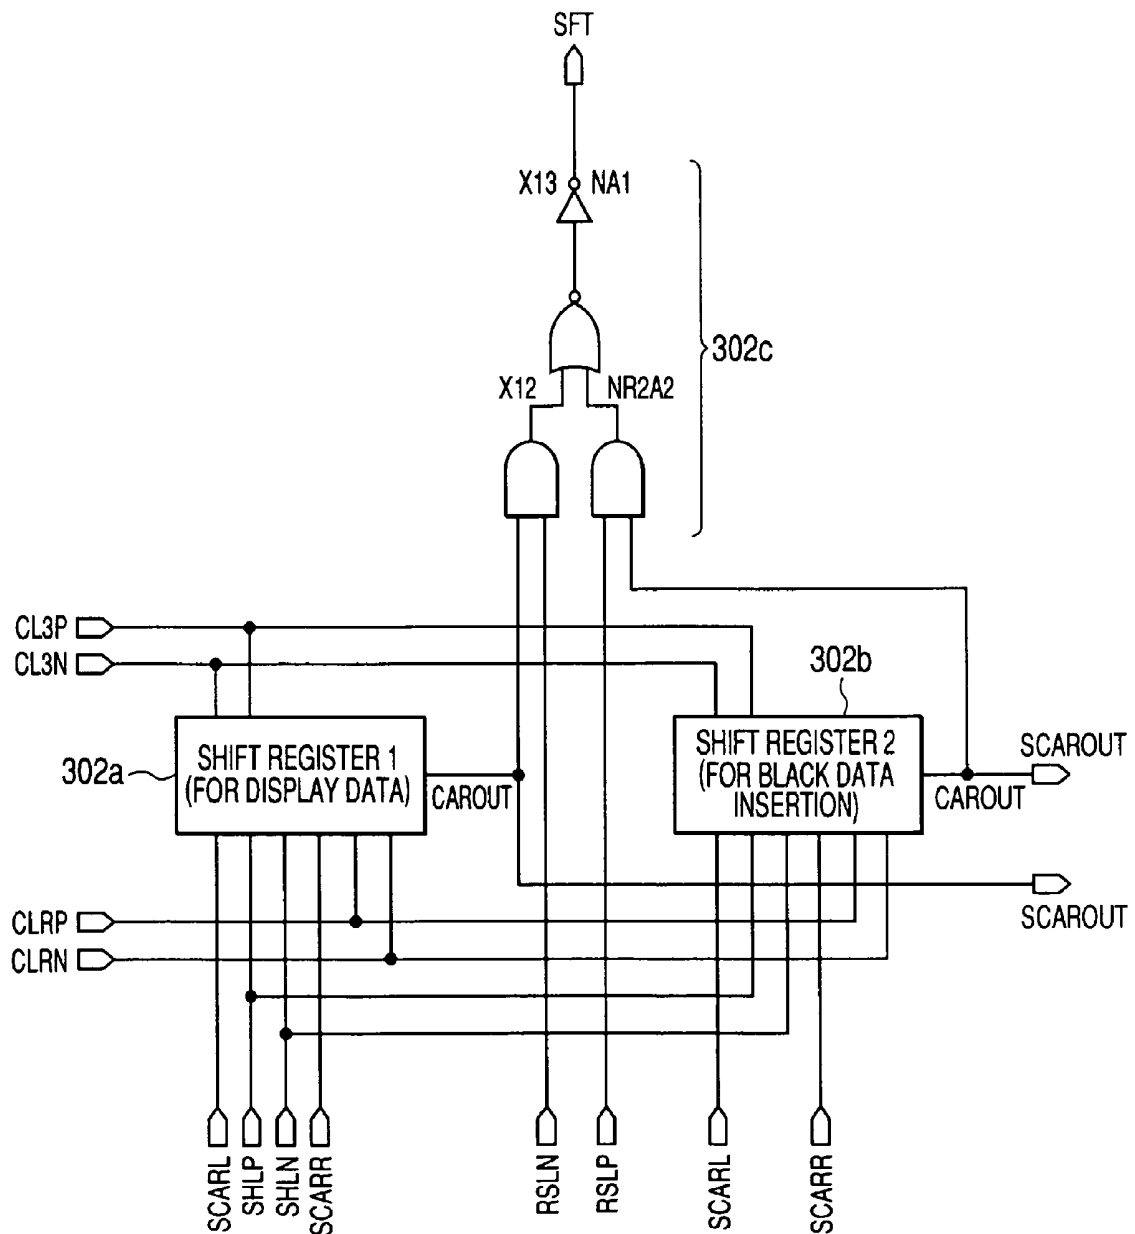 SFT
X13
NA1
302c
X12
NR2A2
CL3P
CL3N
302b
302a
SHIFT REGISTER 1
(FOR DISPLAY DATA)
CAROUT
SHIFT REGISTER 2
(FOR BLACK DATA
INSERTION)
CAROUT
SCAROUT
SCAROUT
CLRP
CLRN
SCARL
SHLP
SHLN
SCARR
RSLN
RSLP
SCARL
SCARR